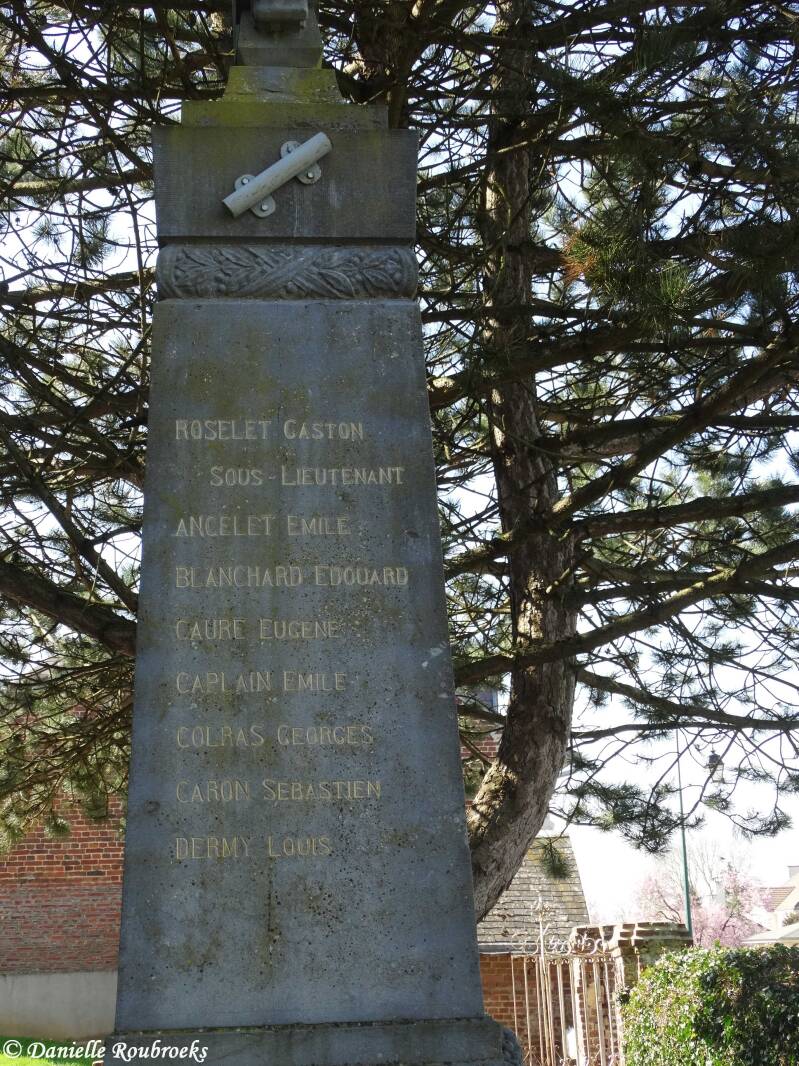 ROSELET GASTON
SOUS-LIEUTENANT
ANCELET EMILE
BLANCHARD EDOUARD
CAURE EUGENE
CAPLAIN EMILE
COLRAS GEORGES
CARON SEBASTIEN
DERMY LOUIS
© Danielle Roubroeks